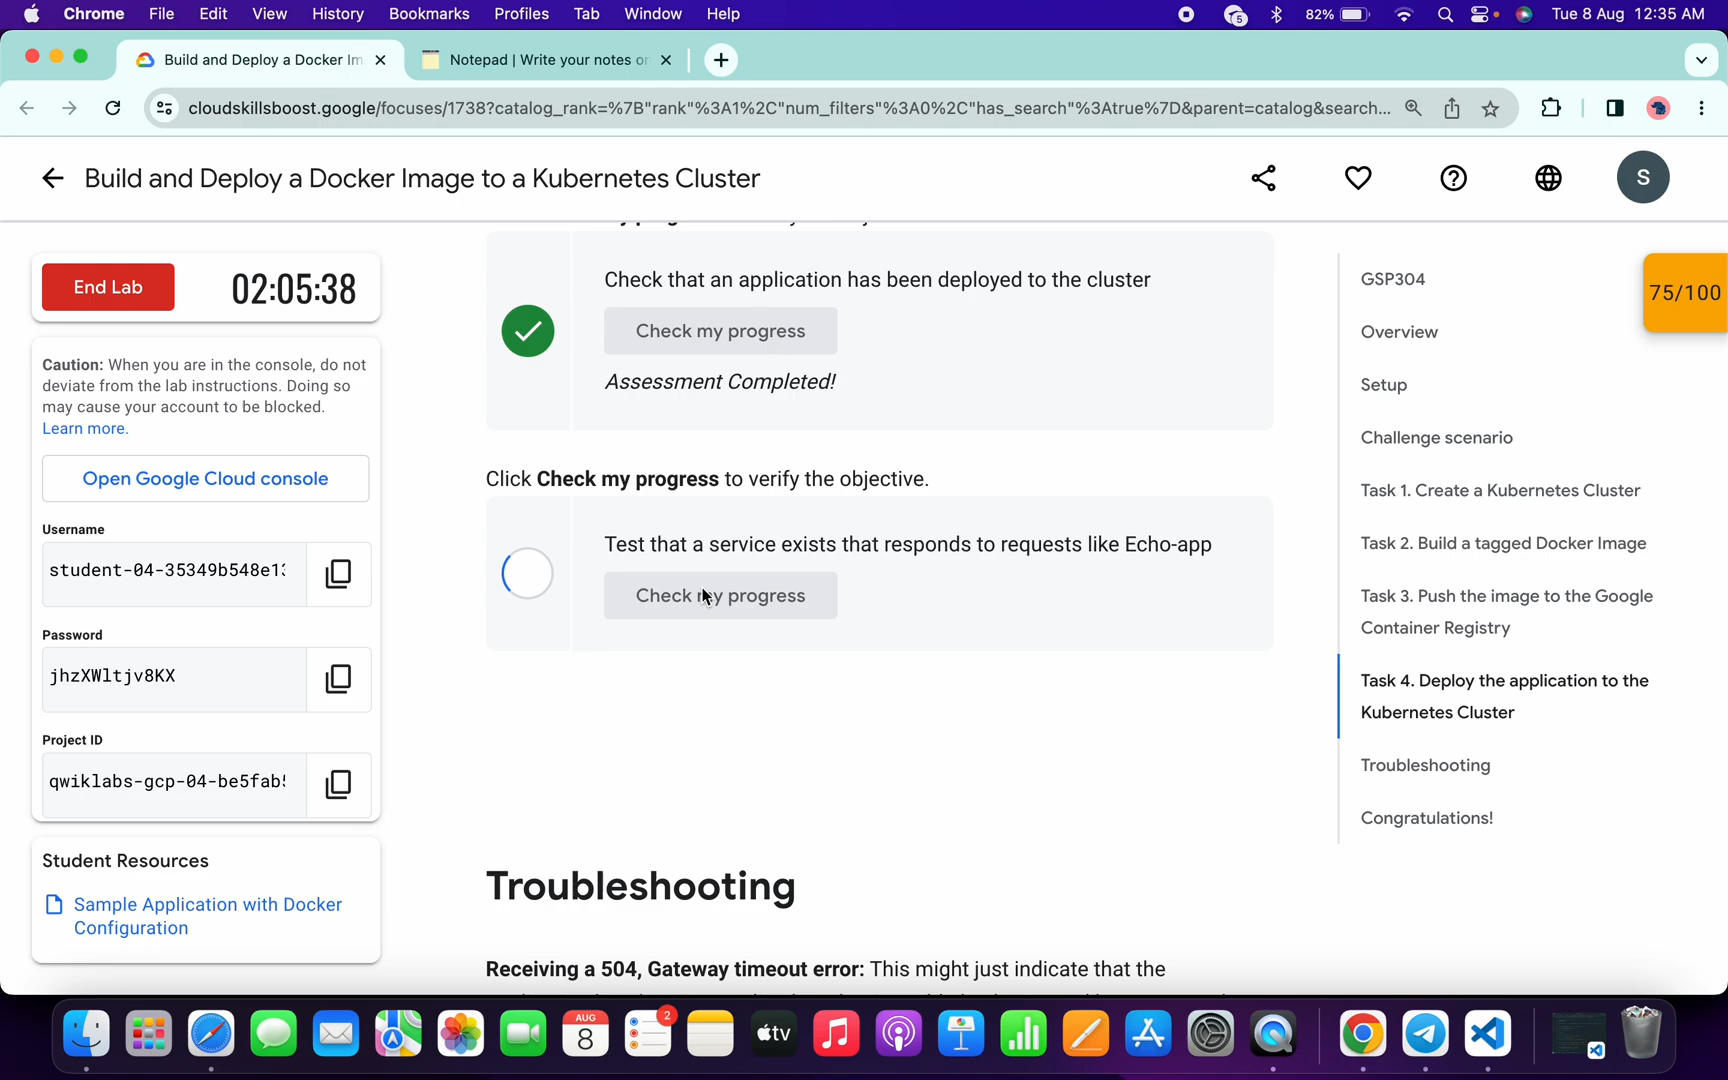 Chrome File Edit View History Bookmarks Profiles Tab Window Help 5 82% Tue 8 Aug 12:35 AM
Build and Deploy a Docker Im Notepad | Write your notes on
cloudskillsboost.google/focuses/1738?catalog_rank=%7B"rank"%3A1%2C"num_filters"%3A0%2C"has_search"%3Atrue%7D&parent=catalog&search...
Build and Deploy a Docker Image to a Kubernetes Cluster
S
End Lab 02:05:38
Caution: When you are in the console, do not
deviate from the lab instructions. Doing so
may cause your account to be blocked.
Learn more.
Open Google Cloud console
Username
student-04-35349b548e13
Password
jhzXWltjv8KX
Project ID
qwiklabs-gcp-04-be5fab
Student Resources
Sample Application with Docker
Configuration
Check that an application has been deployed to the cluster
Check my progress
Assessment Completed!
Click Check my progress to verify the objective.
Test that a service exists that responds to requests like Echo-app
Check my progress
Troubleshooting
Receiving a 504, Gateway timeout error: This might just indicate that the
GSP304
Overview
Setup
Challenge scenario
Task 1. Create a Kubernetes Cluster
Task 2. Build a tagged Docker Image
Task 3. Push the image to the Google
Container Registry
Task 4. Deploy the application to the
Kubernetes Cluster
Troubleshooting
Congratulations!
75/100
AUG
8
2
tv